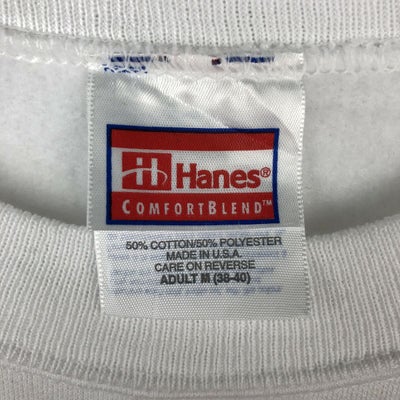 H Hanes®
COMFORTBLEND™
50% COTTON/50% POLYESTER
MADE IN U.S.A.
CARE ON REVERSE
ADULT M (38-40)